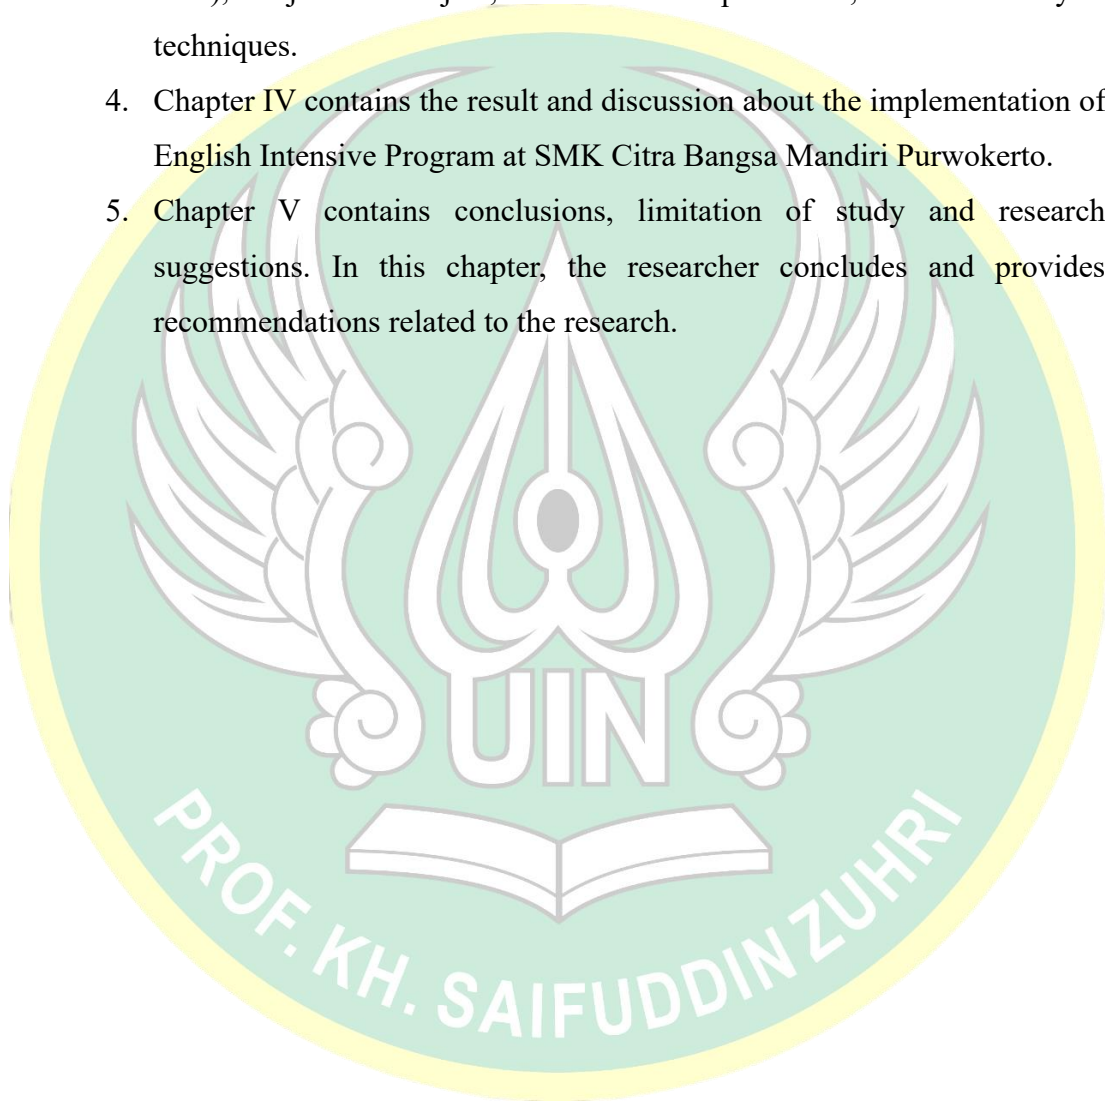 techniques.
4. Chapter IV contains the result and discussion about the implementation of
English Intensive Program at SMK Citra Bangsa Mandiri Purwokerto.
5. Chapter V contains conclusions, limitation of study and research
suggestions. In this chapter, the researcher concludes and provides
recommendations related to the research.
UIN
PROF. KH. SAIFUDDIN ZUHRI